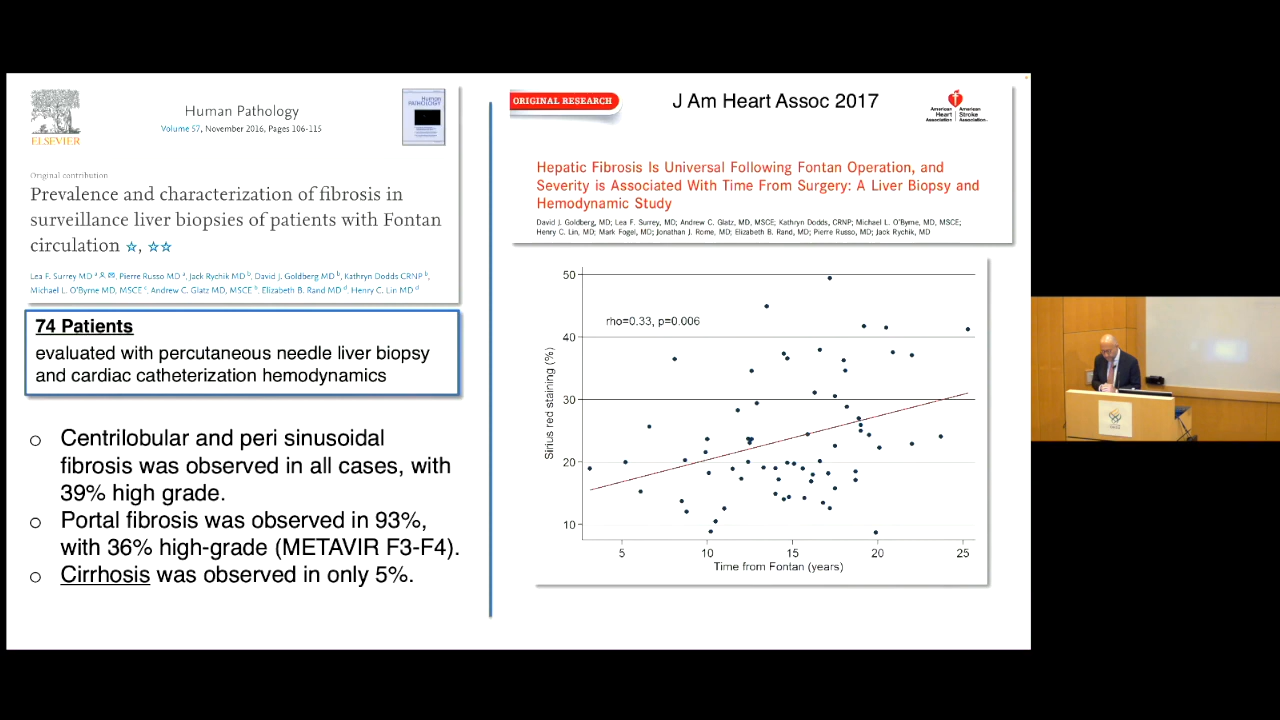 ELSEVIER
Human Pathology
Volume 57, November 2016, Pages 106-115
Human
PATHOLOGY
Original contribution
Prevalence and characterization of fibrosis in
surveillance liver biopsies of patients with Fontan
circulation ☆, ☆☆
Lea F. Surrey MD a, Pierre Russo MD a, Jack Rychik MD b, David J. Goldberg MD b, Kathryn Dodds CRNP b,
Michael L. O'Byrne MD, MSCE c, Andrew C. Glatz MD, MSCE b, Elizabeth B. Rand MD d, Henry C. Lin MD d
74 Patients
evaluated with percutaneous needle liver biopsy
and cardiac catheterization hemodynamics
○ Centrilobular and peri sinusoidal
fibrosis was observed in all cases, with
39% high grade.
○ Portal fibrosis was observed in 93%,
with 36% high-grade (METAVIR F3-F4).
○ Cirrhosis was observed in only 5%.
ORIGINAL RESEARCH
J Am Heart Assoc 2017
American
Heart
Association.
American
Stroke
Association.
Hepatic Fibrosis Is Universal Following Fontan Operation, and
Severity is Associated With Time From Surgery: A Liver Biopsy and
Hemodynamic Study
David J. Goldberg, MD; Lea F. Surrey, MD; Andrew C. Glatz, MD, MSCE; Kathryn Dodds, CRNP; Michael L. O'Byrne, MD, MSCE;
Henry C. Lin, MD; Mark Fogel, MD; Jonathan J. Rome, MD; Elizabeth B. Rand, MD; Pierre Russo, MD; Jack Rychik, MD
rho=0.33, p=0.006
Sirius red staining (%)
50
40
30
20
10
5
10
15
20
25
Time from Fontan (years)